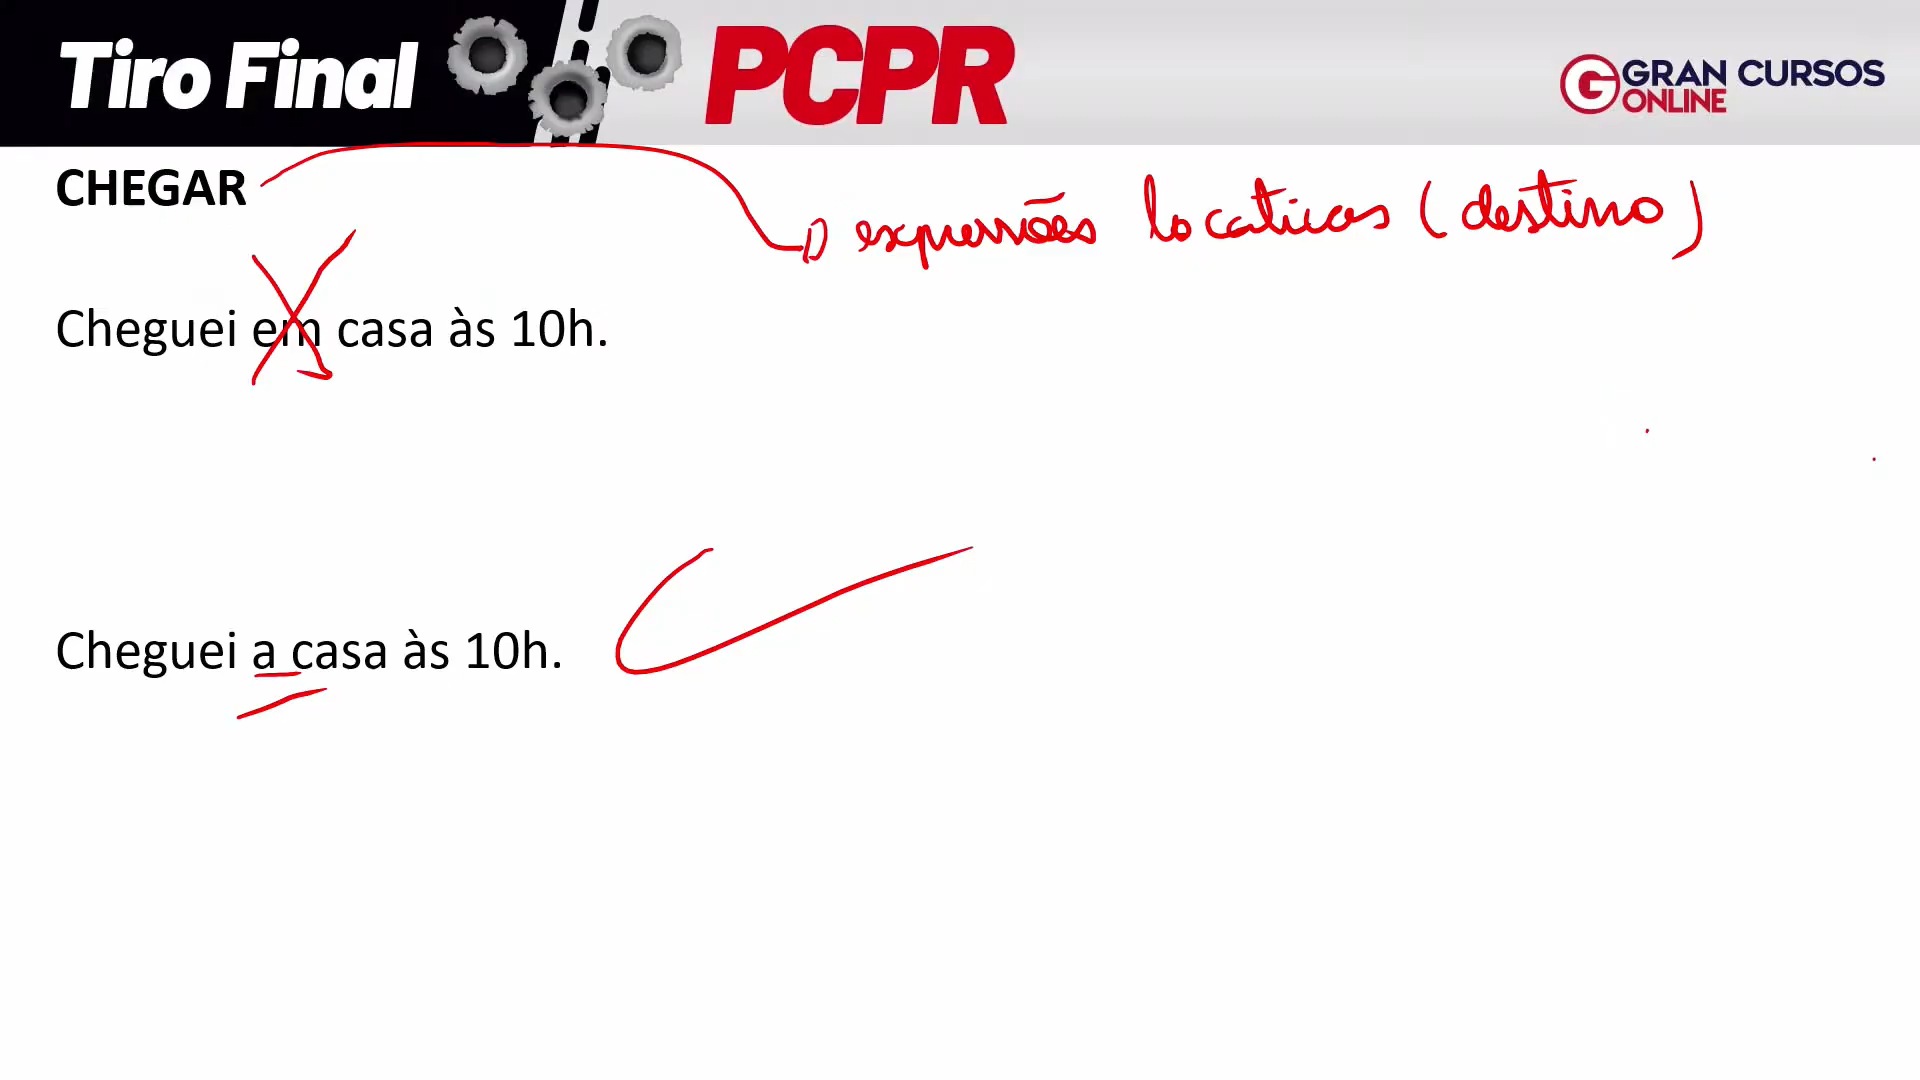 Tiro Final PCPR
GRAN CURSOS
ONLINE
CHEGAR
expressões locativas (destino)
Cheguei em casa às 10h.
Cheguei a casa às 10h.